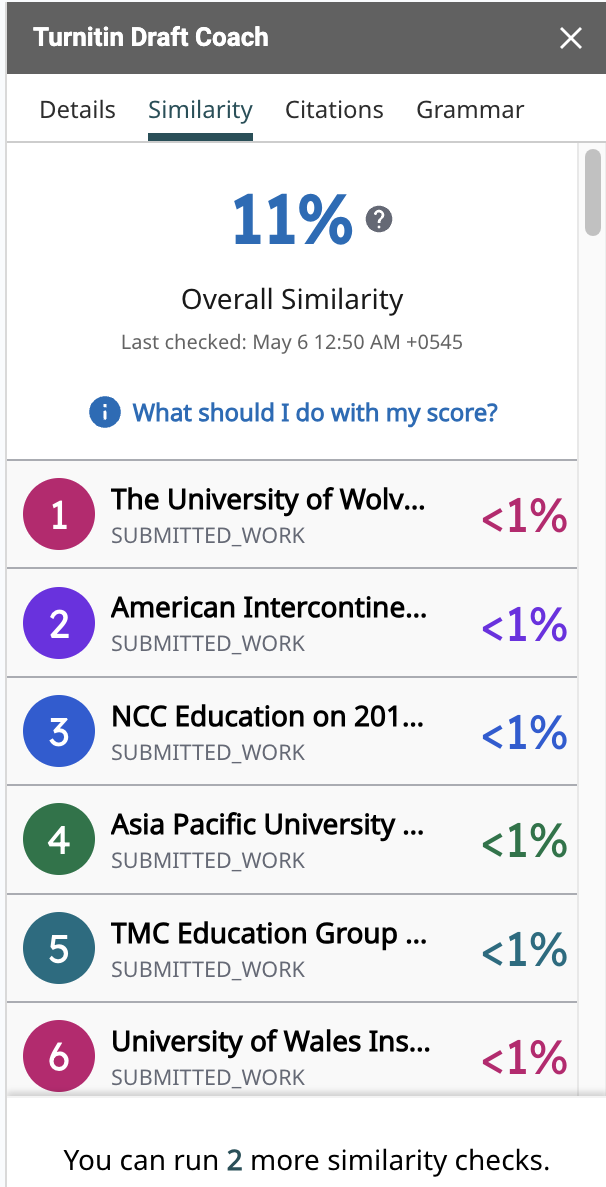 Turnitin Draft Coach
Details Similarity Citations Grammar
11% ?
Overall Similarity
Last checked: May 6 12:50 AM +0545
i What should I do with my score?
1 The University of Wolv... <1%
SUBMITTED_WORK
2 American Intercontine... <1%
SUBMITTED_WORK
3 NCC Education on 201... <1%
SUBMITTED_WORK
4 Asia Pacific University ... <1%
SUBMITTED_WORK
5 TMC Education Group ... <1%
SUBMITTED_WORK
6 University of Wales Ins... <1%
SUBMITTED_WORK
You can run 2 more similarity checks.